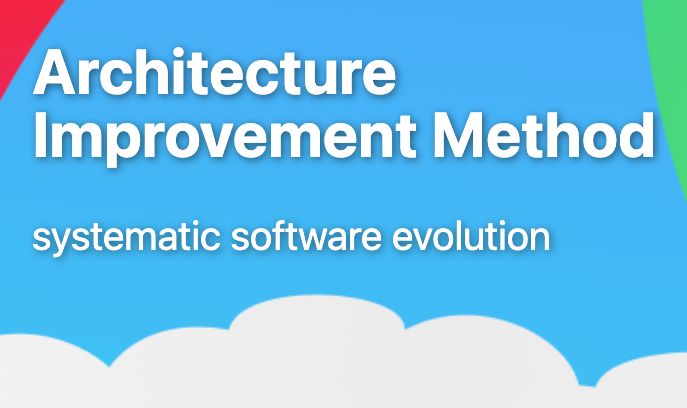 Architecture
Improvement Method
systematic software evolution